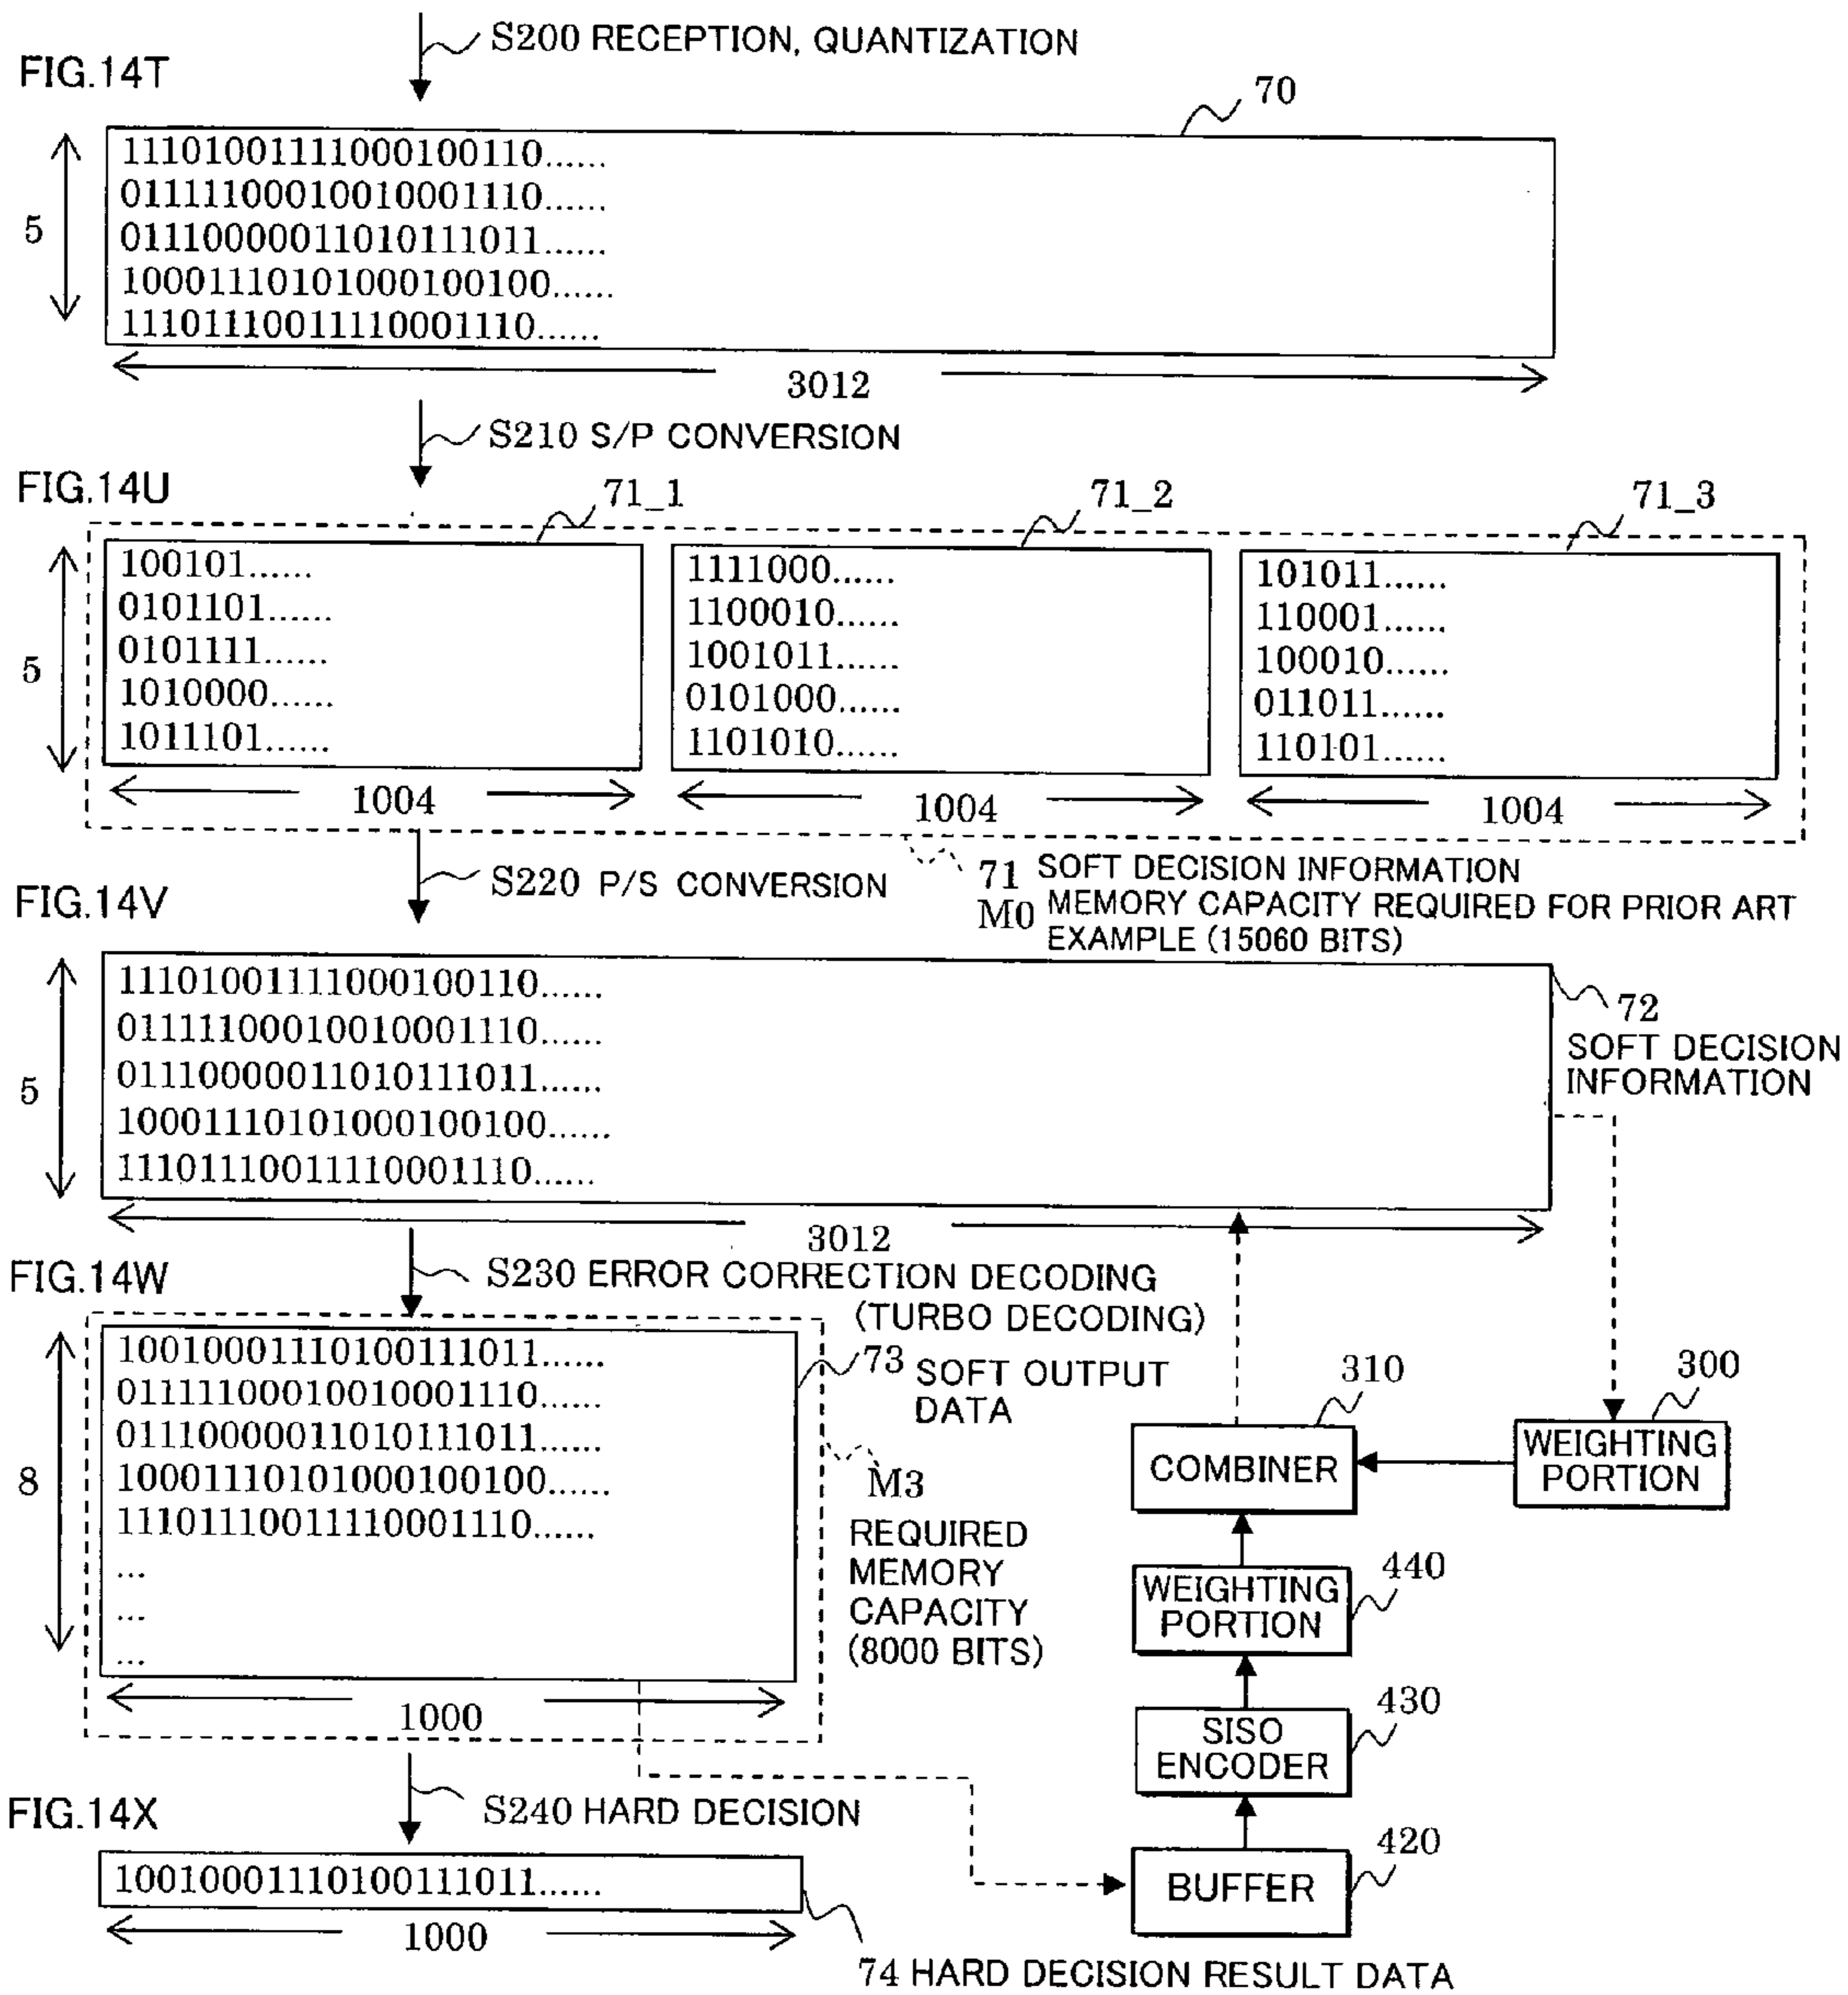 S200 RECEPTION, QUANTIZATION
FIG.14T
70
11101001111000100110......
01111100010010001110......
01110000011010111011......
10001110101000100100......
11101110011110001110......
5
3012
S210 S/P CONVERSION
FIG.14U
71_1
71_2
71_3
100101......
0101101......
0101111......
1010000......
1011101......
1111000......
1100010......
1001011......
0101000......
1101010......
101011......
110001......
100010......
011011......
110101......
5
1004
1004
1004
S220 P/S CONVERSION
71 SOFT DECISION INFORMATION
M0 MEMORY CAPACITY REQUIRED FOR PRIOR ART
EXAMPLE (15060 BITS)
FIG.14V
11101001111000100110......
01111100010010001110......
01110000011010111011......
10001110101000100100......
11101110011110001110......
5
72
SOFT DECISION
INFORMATION
3012
S230 ERROR CORRECTION DECODING
(TURBO DECODING)
FIG.14W
10010001110100111011......
01111100010010001110......
01110000011010111011......
10001110101000100100......
11101110011110001110......
...
...
...
8
73 SOFT OUTPUT
DATA
M3
REQUIRED
MEMORY
CAPACITY
(8000 BITS)
1000
310
COMBINER
300
WEIGHTING
PORTION
440
WEIGHTING
PORTION
430
SISO
ENCODER
420
BUFFER
S240 HARD DECISION
FIG.14X
10010001110100111011......
1000
74 HARD DECISION RESULT DATA